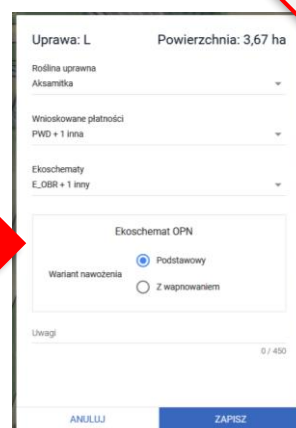 Uprawa: L Powierzchnia: 3,67 ha
Roślina uprawna
Aksamitka
Wnioskowane płatności
PWD + 1 inna
Ekoschematy
E_OBR + 1 inny
Ekoschemat OPN
Wariant nawożenia
Podstawowy
Z wapnowaniem
Uwagi
0 / 450
ANULUJ ZAPISZ